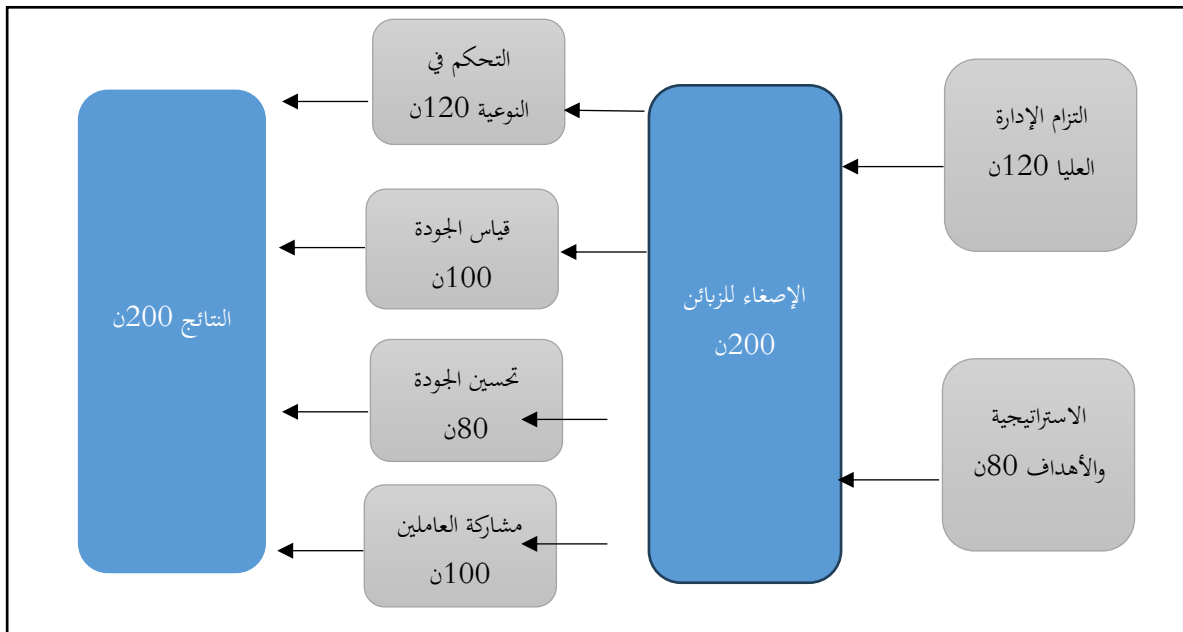 التزام الإدارة
العليا 120ن
الاستراتيجية
والأهداف 80ن
الإصغاء للزبائن
200ن
التحكم في
النوعية 120ن
قياس الجودة
100ن
تحسين الجودة
80ن
مشاركة العاملين
100ن
النتائج 200ن